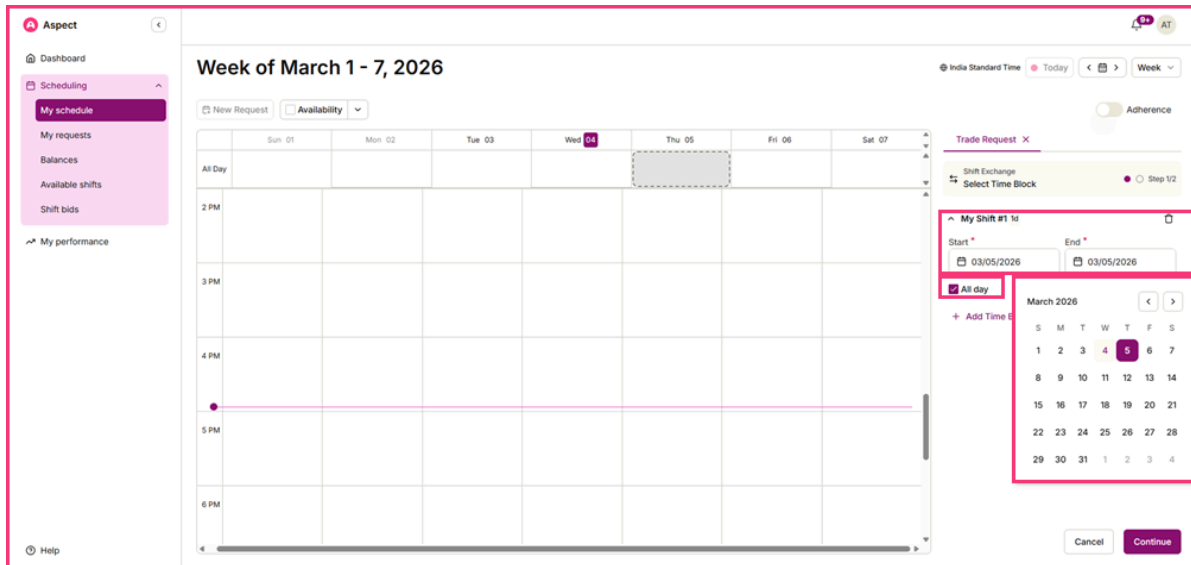 Aspect
9+
AT
Dashboard
Scheduling
My schedule
My requests
Balances
Available shifts
Shift bids
My performance
Help
Week of March 1 - 7, 2026
India Standard Time
Today
Week
New Request
Availability
Adherence
Sun 01
Mon 02
Tue 03
Wed 04
Thu 05
Fri 06
Sat 07
All Day
2 PM
3 PM
4 PM
5 PM
6 PM
Trade Request
Shift Exchange
Select Time Block
Step 1/2
My Shift #1 1d
Start * End *
03/05/2026 03/05/2026
All day
+ Add Time
March 2026
S M T W T F S
1 2 3 4 5 6 7
8 9 10 11 12 13 14
15 16 17 18 19 20 21
22 23 24 25 26 27 28
29 30 31 1 2 3 4
Cancel
Continue